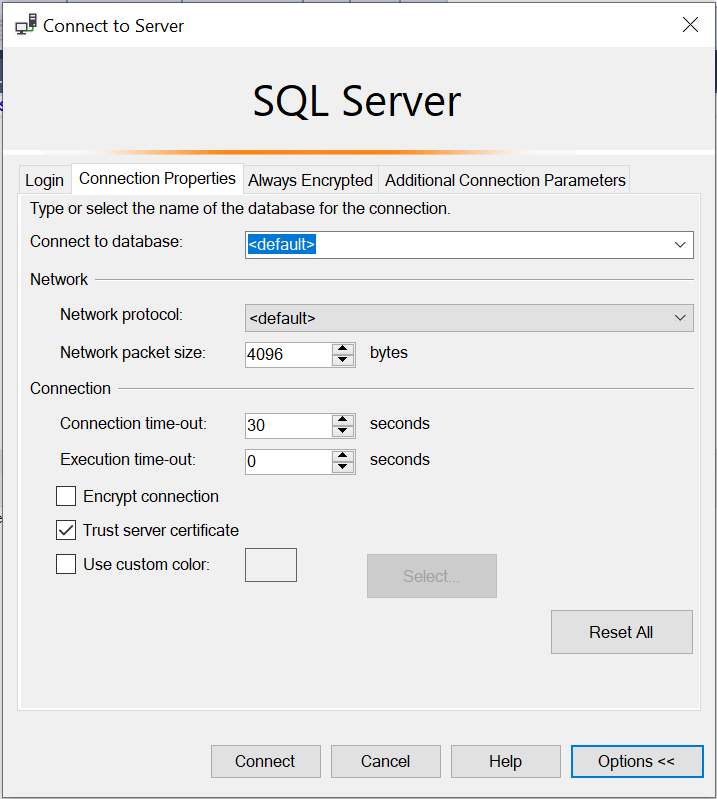 Connect to Server
SQL Server
Login Connection Properties Always Encrypted Additional Connection Parameters
Type or select the name of the database for the connection.
Connect to database: <default>
Network
Network protocol: <default>
Network packet size: 4096 bytes
Connection
Connection time-out: 30 seconds
Execution time-out: 0 seconds
Encrypt connection
Trust server certificate
Use custom color: Select...
Reset All
Connect Cancel Help Options <<